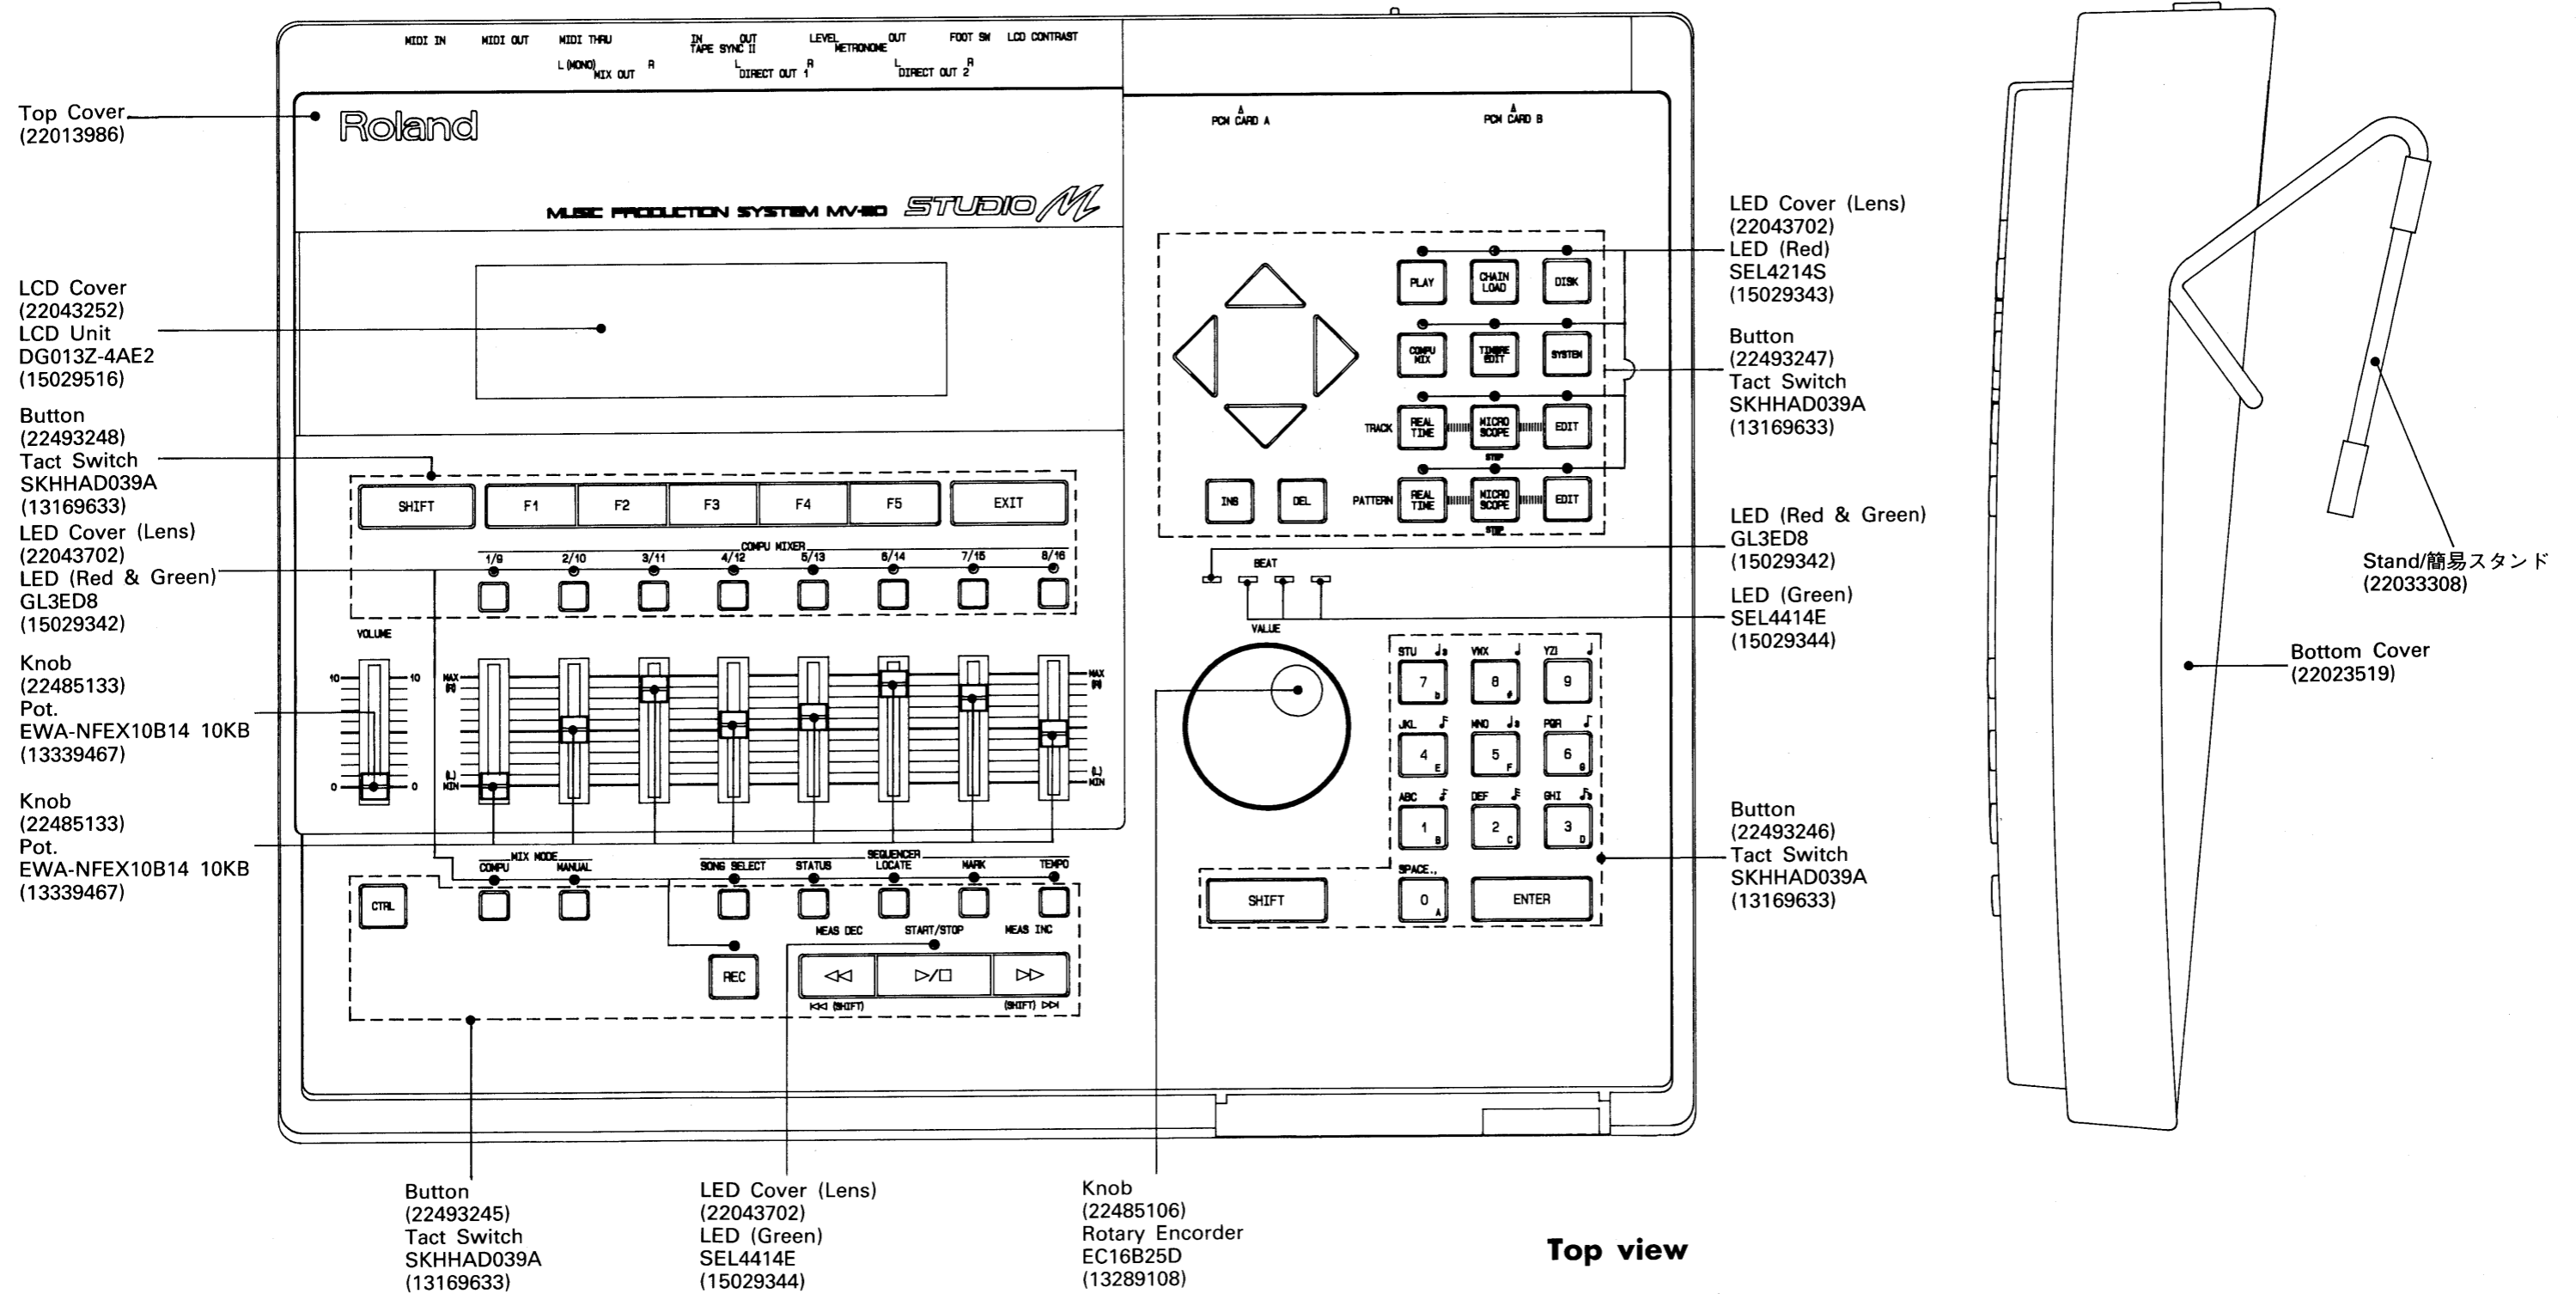 MIDI IN MIDI OUT MIDI THRU IN OUT LEVEL OUT FOOT SW LCD CONTRAST
TAPE SYNC II METRONOME
L (MONO) R L R L R
MIX OUT DIRECT OUT 1 DIRECT OUT 2
Top Cover
(22013986)
Roland
PCM CARD A
PCM CARD B
MUSIC PRODUCTION SYSTEM MV-30 STUDIO M
LCD Cover
(22043252)
LCD Unit
DG013Z-4AE2
(15029516)
Button
(22493248)
Tact Switch
SKHHAD039A
(13169633)
LED Cover (Lens)
(22043702)
LED (Red & Green)
GL3ED8
(15029342)
Knob
(22485133)
Pot.
EWA-NFEX10B14 10KB
(13339467)
Knob
(22485133)
Pot.
EWA-NFEX10B14 10KB
(13339467)
SHIFT F1 F2 F3 F4 F5 EXIT
COMPU MIXER
1/9 2/10 3/11 4/12 5/13 6/14 7/15 8/16
VOLUME
10 10 MAX MAX
(R) (R)
(L) (L)
0 0 MIN MIN
MIX MODE SEQUENCER
COMPU MANUAL SONG SELECT STATUS LOCATE MARK TEMPO
CTRL
MEAS DEC START/STOP MEAS INC
REC
(SHIFT) (SHIFT)
PLAY CHAIN LOAD DISK
COMPU MIX TIMBRE EDIT SYSTEM
TRACK REAL TIME MICRO SCOPE EDIT
STEP
INS DEL PATTERN REAL TIME MICRO SCOPE EDIT
STEP
BEAT
VALUE
STU VWX YZ!
7 8 9
JKL MNO PQR
4 E 5 F 6 G
ABC DEF GHI
1 B 2 C 3 D
SPACE.,
SHIFT 0 A ENTER
LED Cover (Lens)
(22043702)
LED (Red)
SEL4214S
(15029343)
Button
(22493247)
Tact Switch
SKHHAD039A
(13169633)
LED (Red & Green)
GL3ED8
(15029342)
LED (Green)
SEL4414E
(15029344)
Button
(22493246)
Tact Switch
SKHHAD039A
(13169633)
Stand/簡易スタンド
(22033308)
Bottom Cover
(22023519)
Button
(22493245)
Tact Switch
SKHHAD039A
(13169633)
LED Cover (Lens)
(22043702)
LED (Green)
SEL4414E
(15029344)
Knob
(22485106)
Rotary Encorder
EC16B25D
(13289108)
Top view